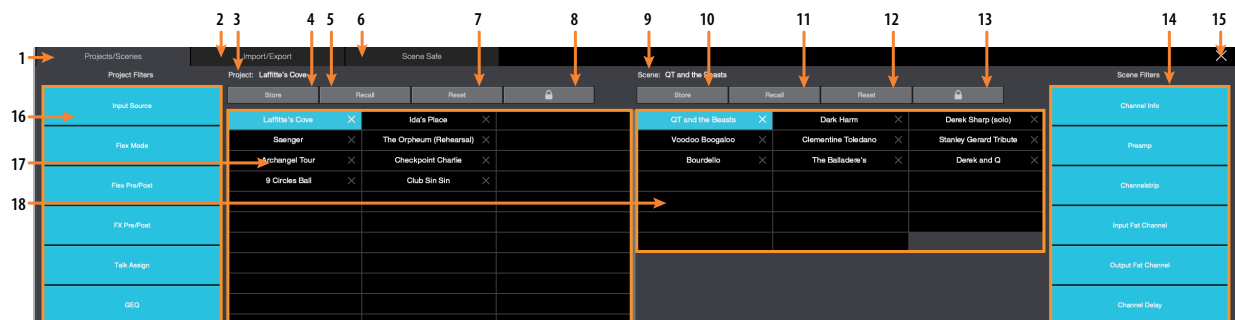 2 3 4 5 6 7 8 9 10 11 12 13 14 15
1 Projects/Scenes Import/Export Scene Safe
Project Filters Project: Laffitte's Cove Scene: QT and the Beasts Scene Filters
Store Recall Reset Store Recall Reset
16 Input Source Channel Info
Laffitte's Cove Ida's Place QT and the Beasts Dark Harm Derek Sharp (solo)
Flex Mode Saenger The Orpheum (Rehearsal) Voodoo Boogaloo Clementine Toledano Stanley Gerard Tribute Preamp
17 Archangel Tour Checkpoint Charlie Bourdello The Balladere's Derek and Q
Flex Pre/Post 9 Circles Ball Club Sin Sin Channelstrip
18
FX Pre/Post Input Fat Channel
Talk Assign Output Fat Channel
GEQ Channel Delay